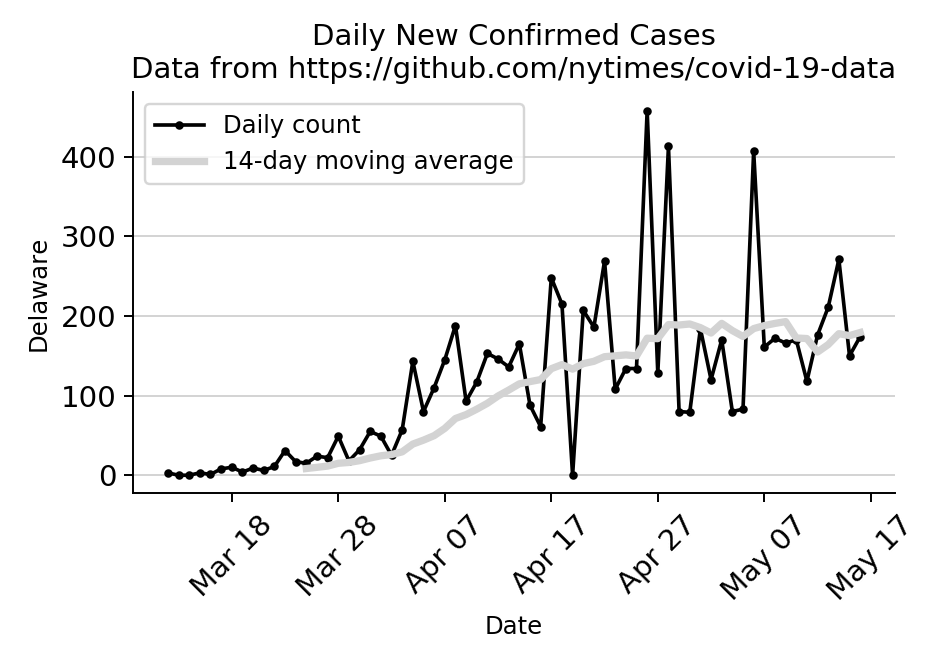 Daily New Confirmed Cases
Data from https://github.com/nytimes/covid-19-data
Daily count
14-day moving average
Delaware
400
300
200
100
0
Mar 18
Mar 28
Apr 07
Apr 17
Apr 27
May 07
May 17
Date